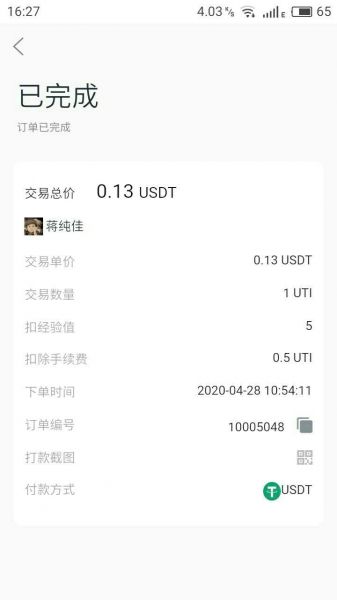 16:27 4.03 K/s E 65
已完成
订单已完成
交易总价 0.13 USDT
蒋纯佳
交易单价 0.13 USDT
交易数量 1 UTI
扣经验值 5
扣除手续费 0.5 UTI
下单时间 2020-04-28 10:54:11
订单编号 10005048
打款截图
付款方式 USDT